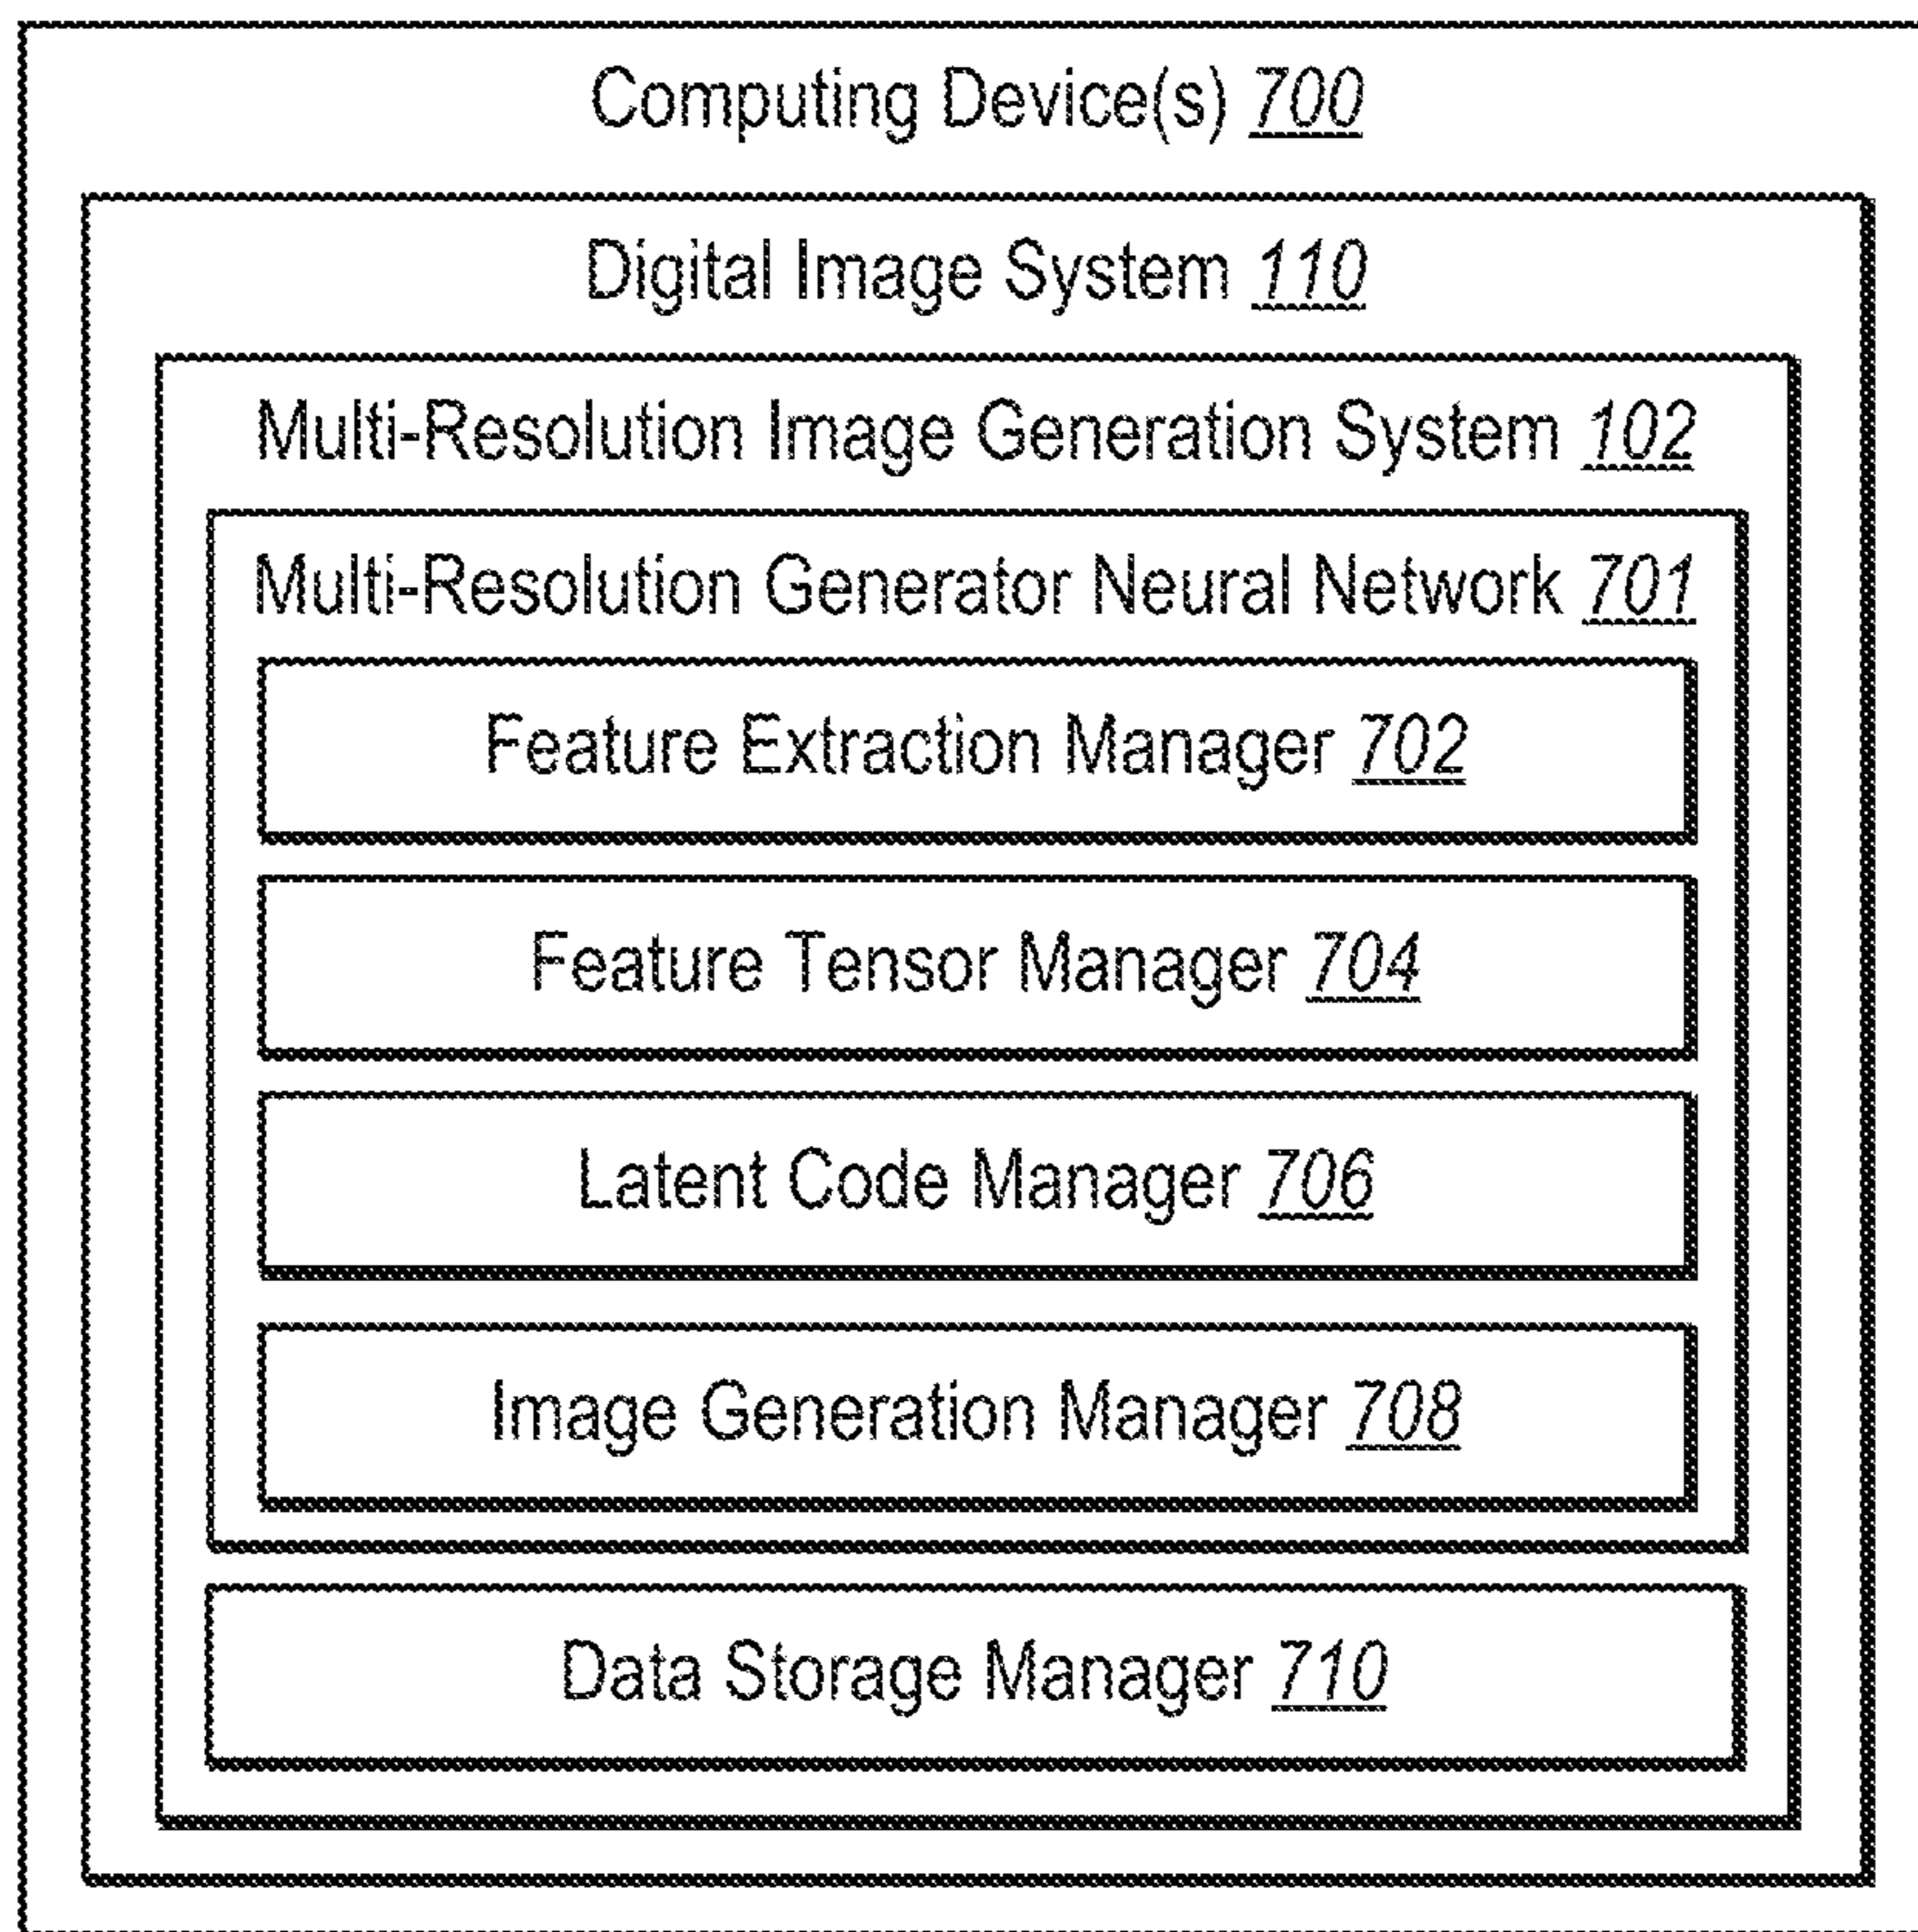 Computing Device(s) 700
Digital Image System 110
Multi-Resolution Image Generation System 102
Multi-Resolution Generator Neural Network 701
Feature Extraction Manager 702
Feature Tensor Manager 704
Latent Code Manager 706
Image Generation Manager 708
Data Storage Manager 710